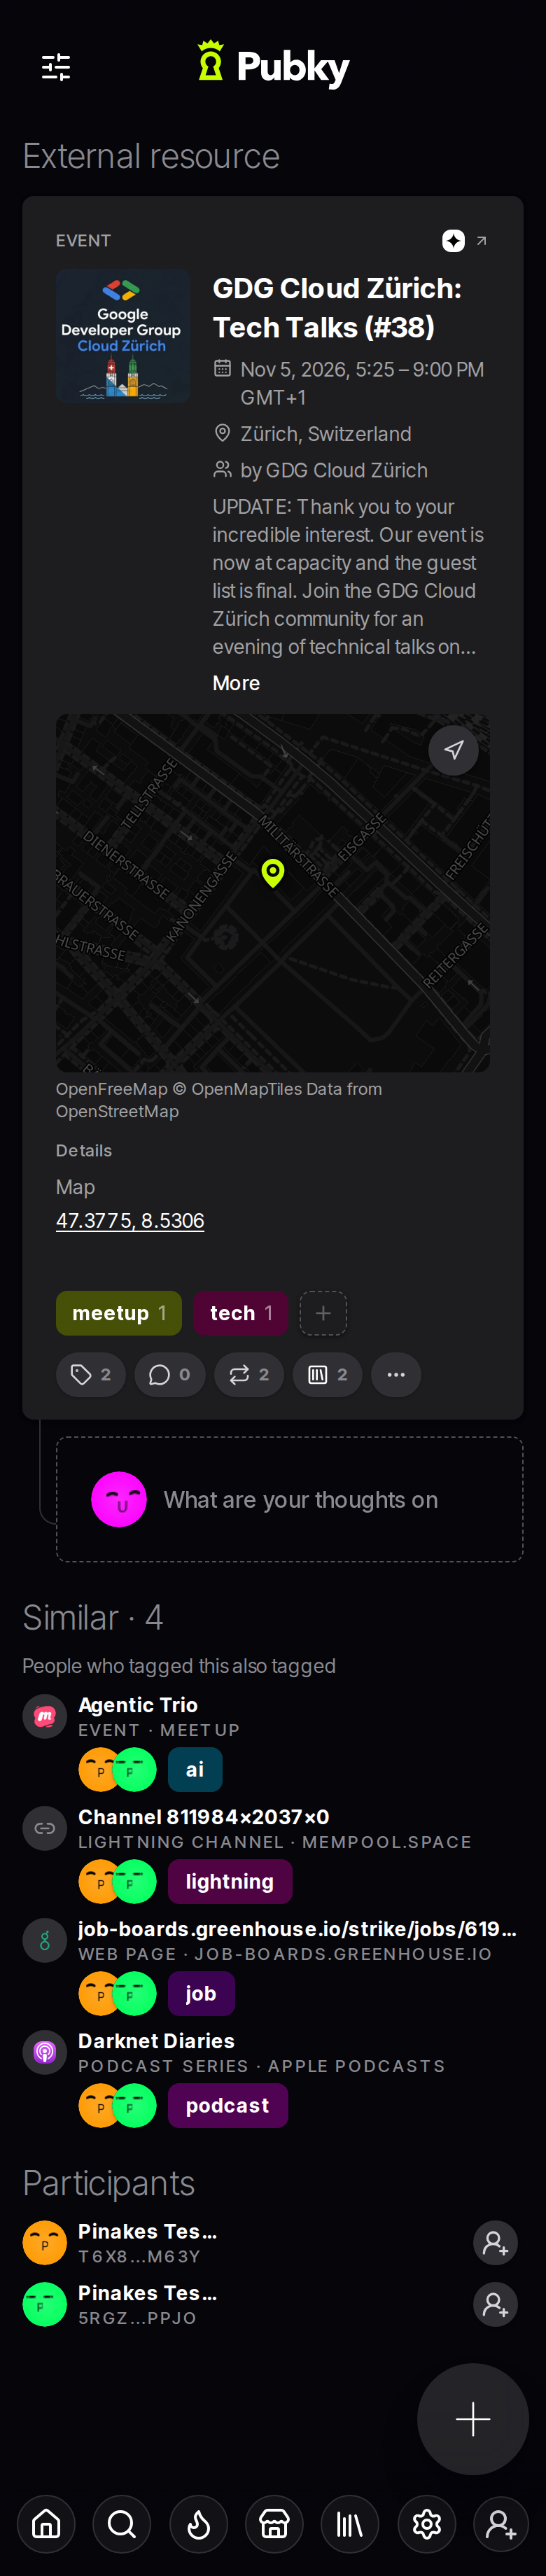 Pubky
External resource
EVENT
Google
Developer Group
Cloud Zürich
GDG Cloud Zürich:
Tech Talks (#38)
Nov 5, 2026, 5:25 – 9:00 PM
GMT+1
Zürich, Switzerland
by GDG Cloud Zürich
UPDATE: Thank you to your
incredible interest. Our event is
now at capacity and the guest
list is final. Join the GDG Cloud
Zürich community for an
evening of technical talks on...
More
TELLSTRASSE
DIENERSTRASSE
MILITÄRSTRASSE
EISGASSE
KANONENGASSE
REITERGASSE
OpenFreeMap © OpenMapTiles Data from
OpenStreetMap
Details
Map
47.3775, 8.5306
meetup 1
tech 1
2
0
2
2
What are your thoughts on
Similar · 4
People who tagged this also tagged
Agentic Trio
EVENT · MEETUP
P
P
ai
Channel 811984×2037×0
LIGHTNING CHANNEL · MEMPOOL.SPACE
P
P
lightning
job-boards.greenhouse.io/strike/jobs/619...
WEB PAGE · JOB-BOARDS.GREENHOUSE.IO
P
P
job
Darknet Diaries
PODCAST SERIES · APPLE PODCASTS
P
P
podcast
Participants
P
Pinakes Tes...
T6X8...M63Y
P
Pinakes Tes...
5RGZ...PPJO